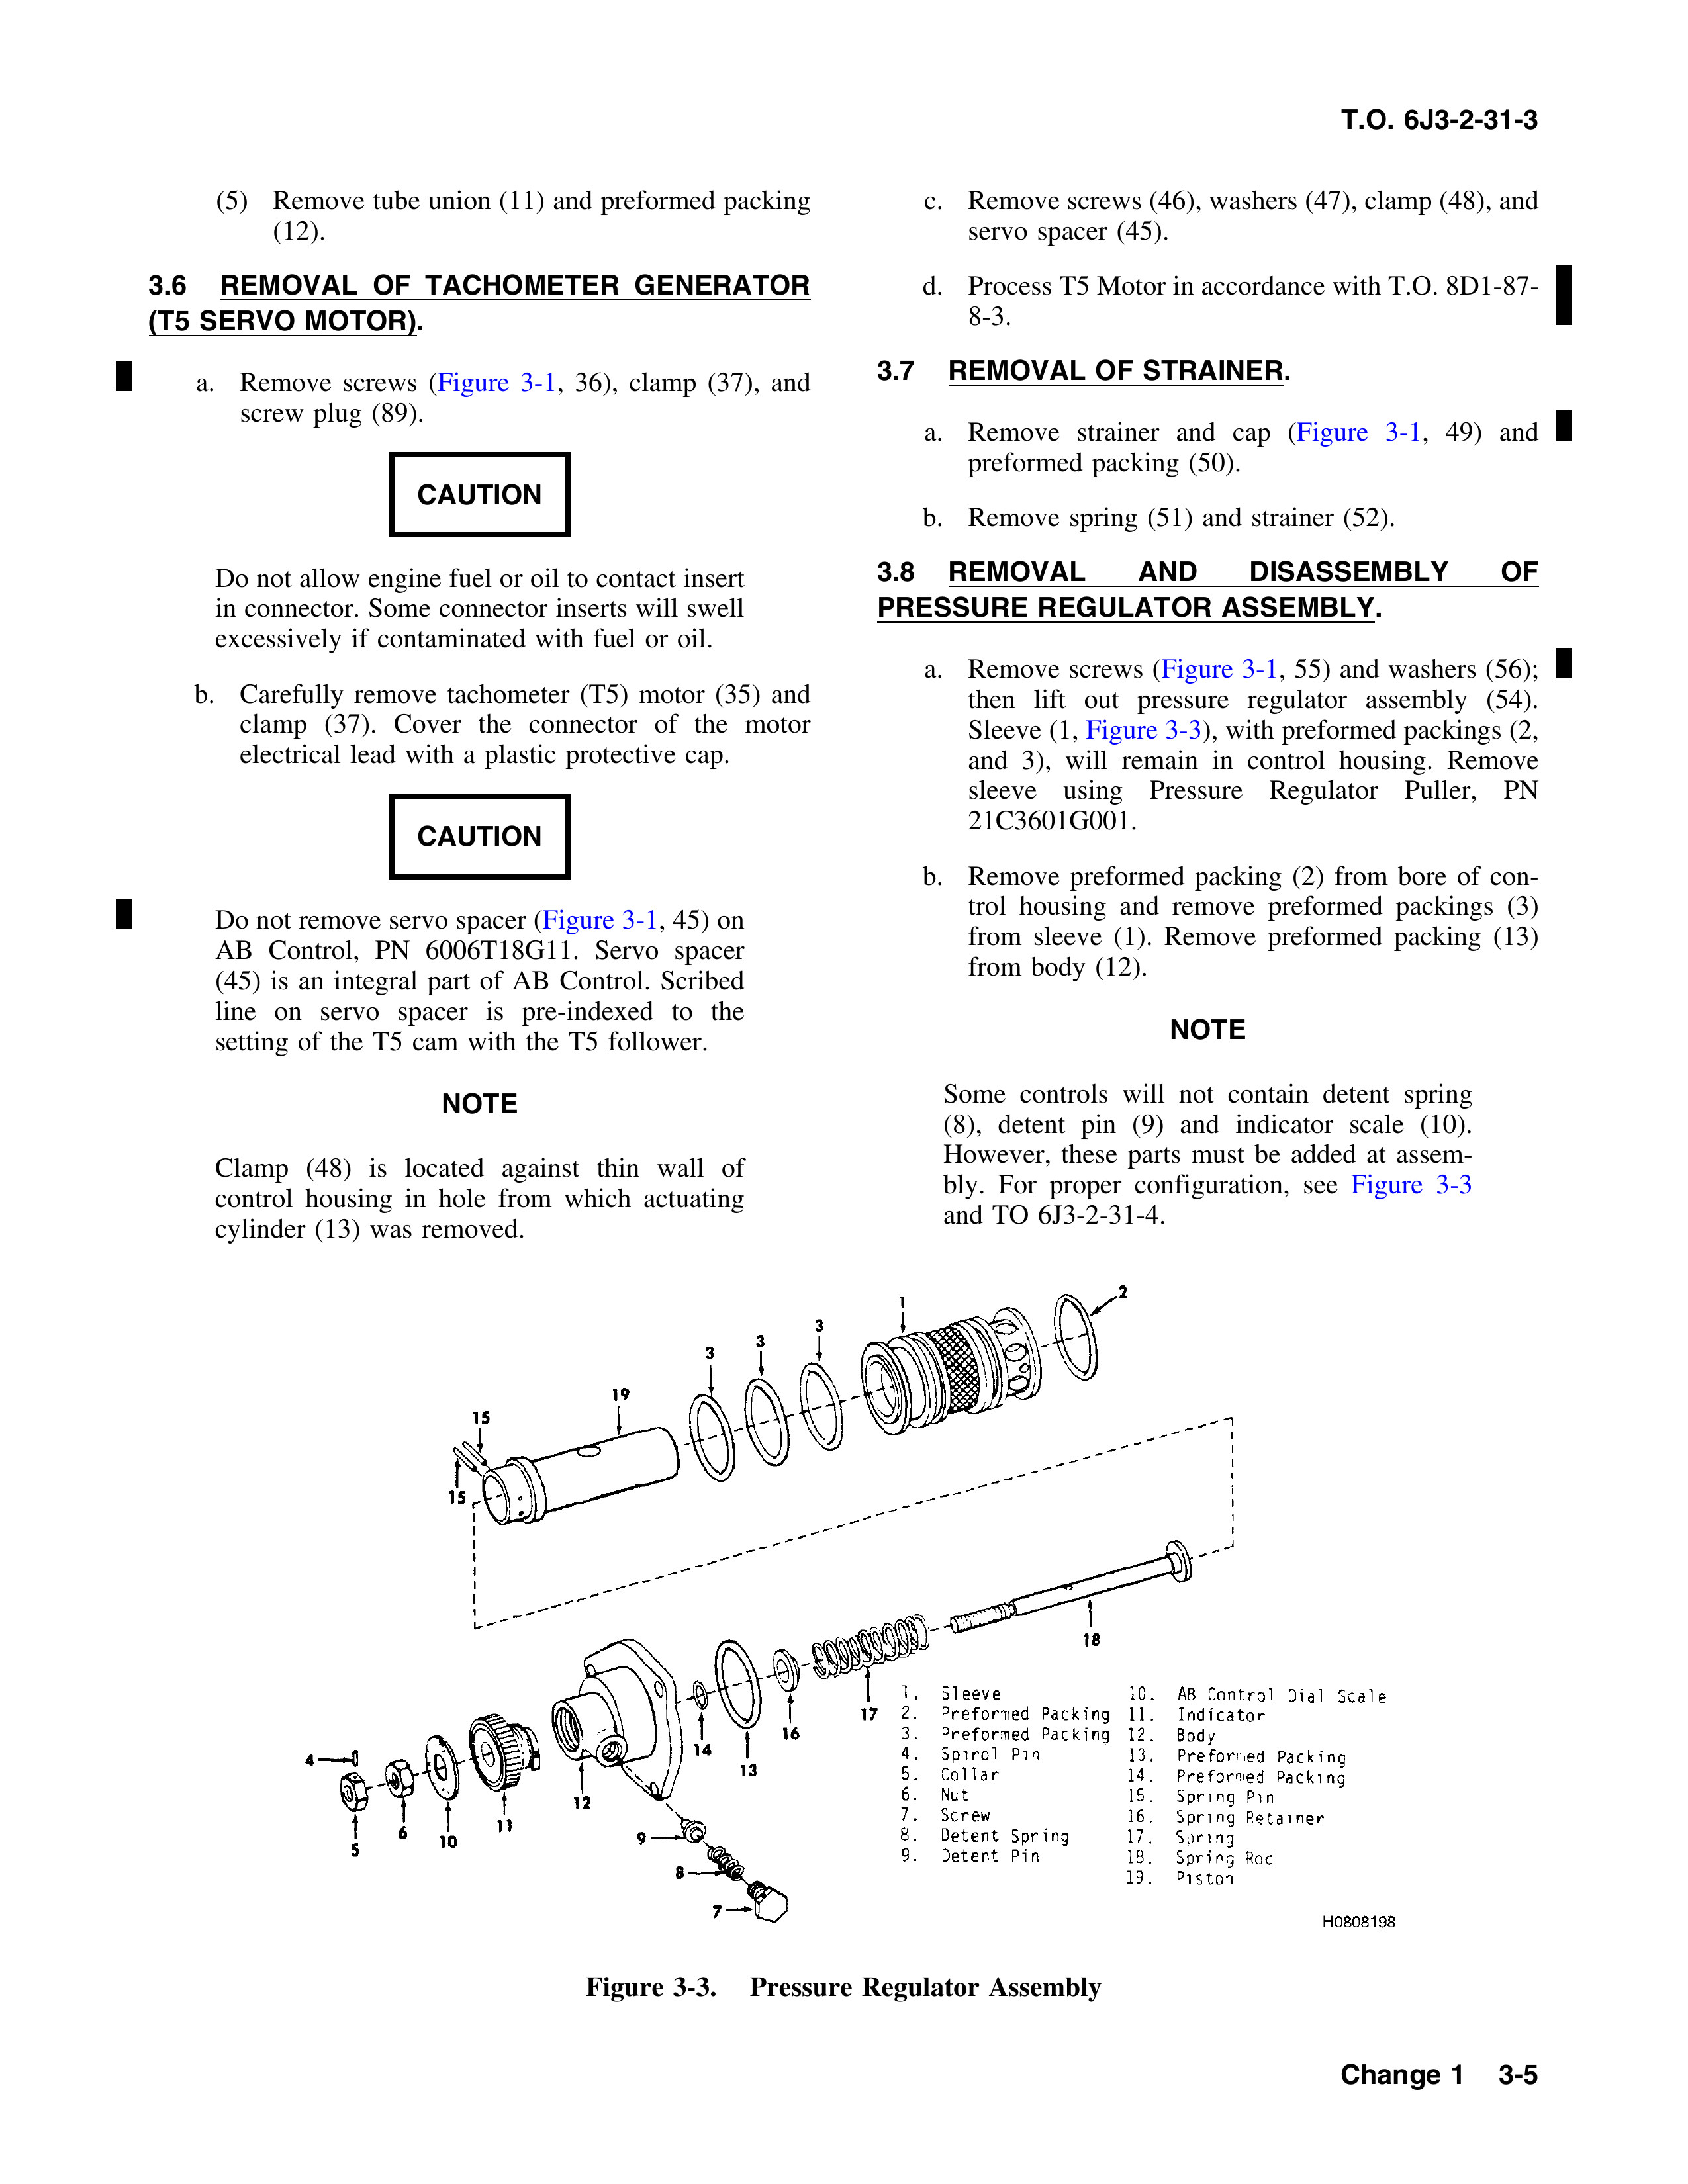 T.O. 6J3-2-31-3
(5) Remove tube union (11) and preformed packing
(12).
3.6 REMOVAL OF TACHOMETER GENERATOR
(T5 SERVO MOTOR).
a. Remove screws (Figure 3-1, 36), clamp (37), and
screw plug (89).
CAUTION
Do not allow engine fuel or oil to contact insert
in connector. Some connector inserts will swell
excessively if contaminated with fuel or oil.
b. Carefully remove tachometer (T5) motor (35) and
clamp (37). Cover the connector of the motor
electrical lead with a plastic protective cap.
CAUTION
Do not remove servo spacer (Figure 3-1, 45) on
AB Control, PN 6006T18G11. Servo spacer
(45) is an integral part of AB Control. Scribed
line on servo spacer is pre-indexed to the
setting of the T5 cam with the T5 follower.
NOTE
Clamp (48) is located against thin wall of
control housing in hole from which actuating
cylinder (13) was removed.
c. Remove screws (46), washers (47), clamp (48), and
servo spacer (45).
d. Process T5 Motor in accordance with T.O. 8D1-87-
8-3.
3.7 REMOVAL OF STRAINER.
a. Remove strainer and cap (Figure 3-1, 49) and
preformed packing (50).
b. Remove spring (51) and strainer (52).
3.8 REMOVAL AND DISASSEMBLY OF
PRESSURE REGULATOR ASSEMBLY.
a. Remove screws (Figure 3-1, 55) and washers (56);
then lift out pressure regulator assembly (54).
Sleeve (1, Figure 3-3), with preformed packings (2,
and 3), will remain in control housing. Remove
sleeve using Pressure Regulator Puller, PN
21C3601G001.
b. Remove preformed packing (2) from bore of con-
trol housing and remove preformed packings (3)
from sleeve (1). Remove preformed packing (13)
from body (12).
NOTE
Some controls will not contain detent spring
(8), detent pin (9) and indicator scale (10).
However, these parts must be added at assem-
bly. For proper configuration, see Figure 3-3
and TO 6J3-2-31-4.
2
1
3
3
3
19
15
15
18
17
16
14
13
12
11
10
6
5
4
9
8
7
1. Sleeve
2. Preformed Packing
3. Preformed Packing
4. Spirol Pin
5. Collar
6. Nut
7. Screw
8. Detent Spring
9. Detent Pin
10. AB Control Dial Scale
11. Indicator
12. Body
13. Preformed Packing
14. Preformed Packing
15. Spring Pin
16. Spring Retainer
17. Spring
18. Spring Rod
19. Piston
H0808198
Figure 3-3. Pressure Regulator Assembly
Change 1 3-5